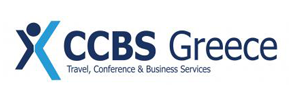 CCBS Greece
Travel, Conference & Business Services